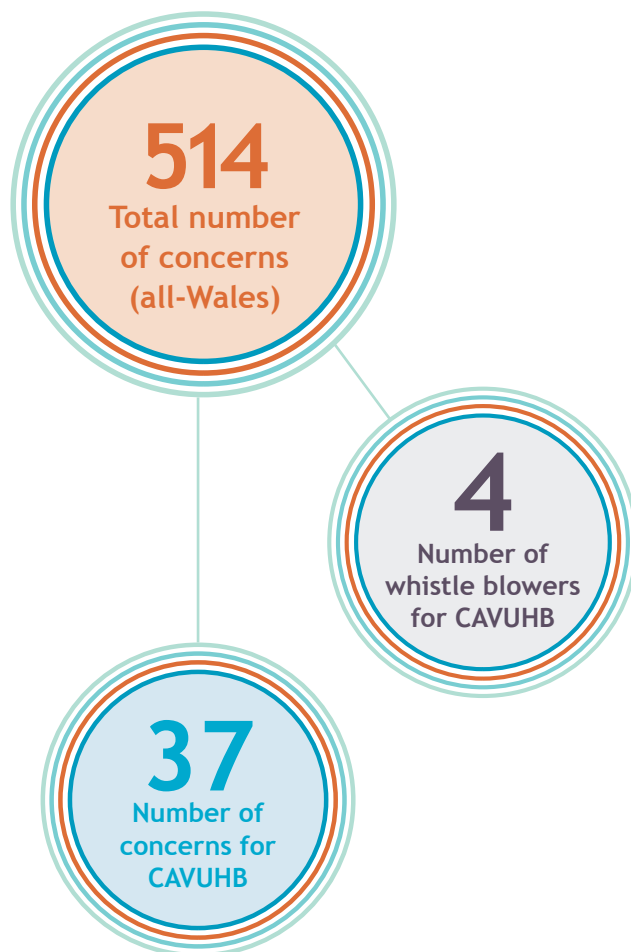 514
Total number
of concerns
(all-Wales)
4
Number of
whistle blowers
for CAVUHB
37
Number of
concerns for
CAVUHB